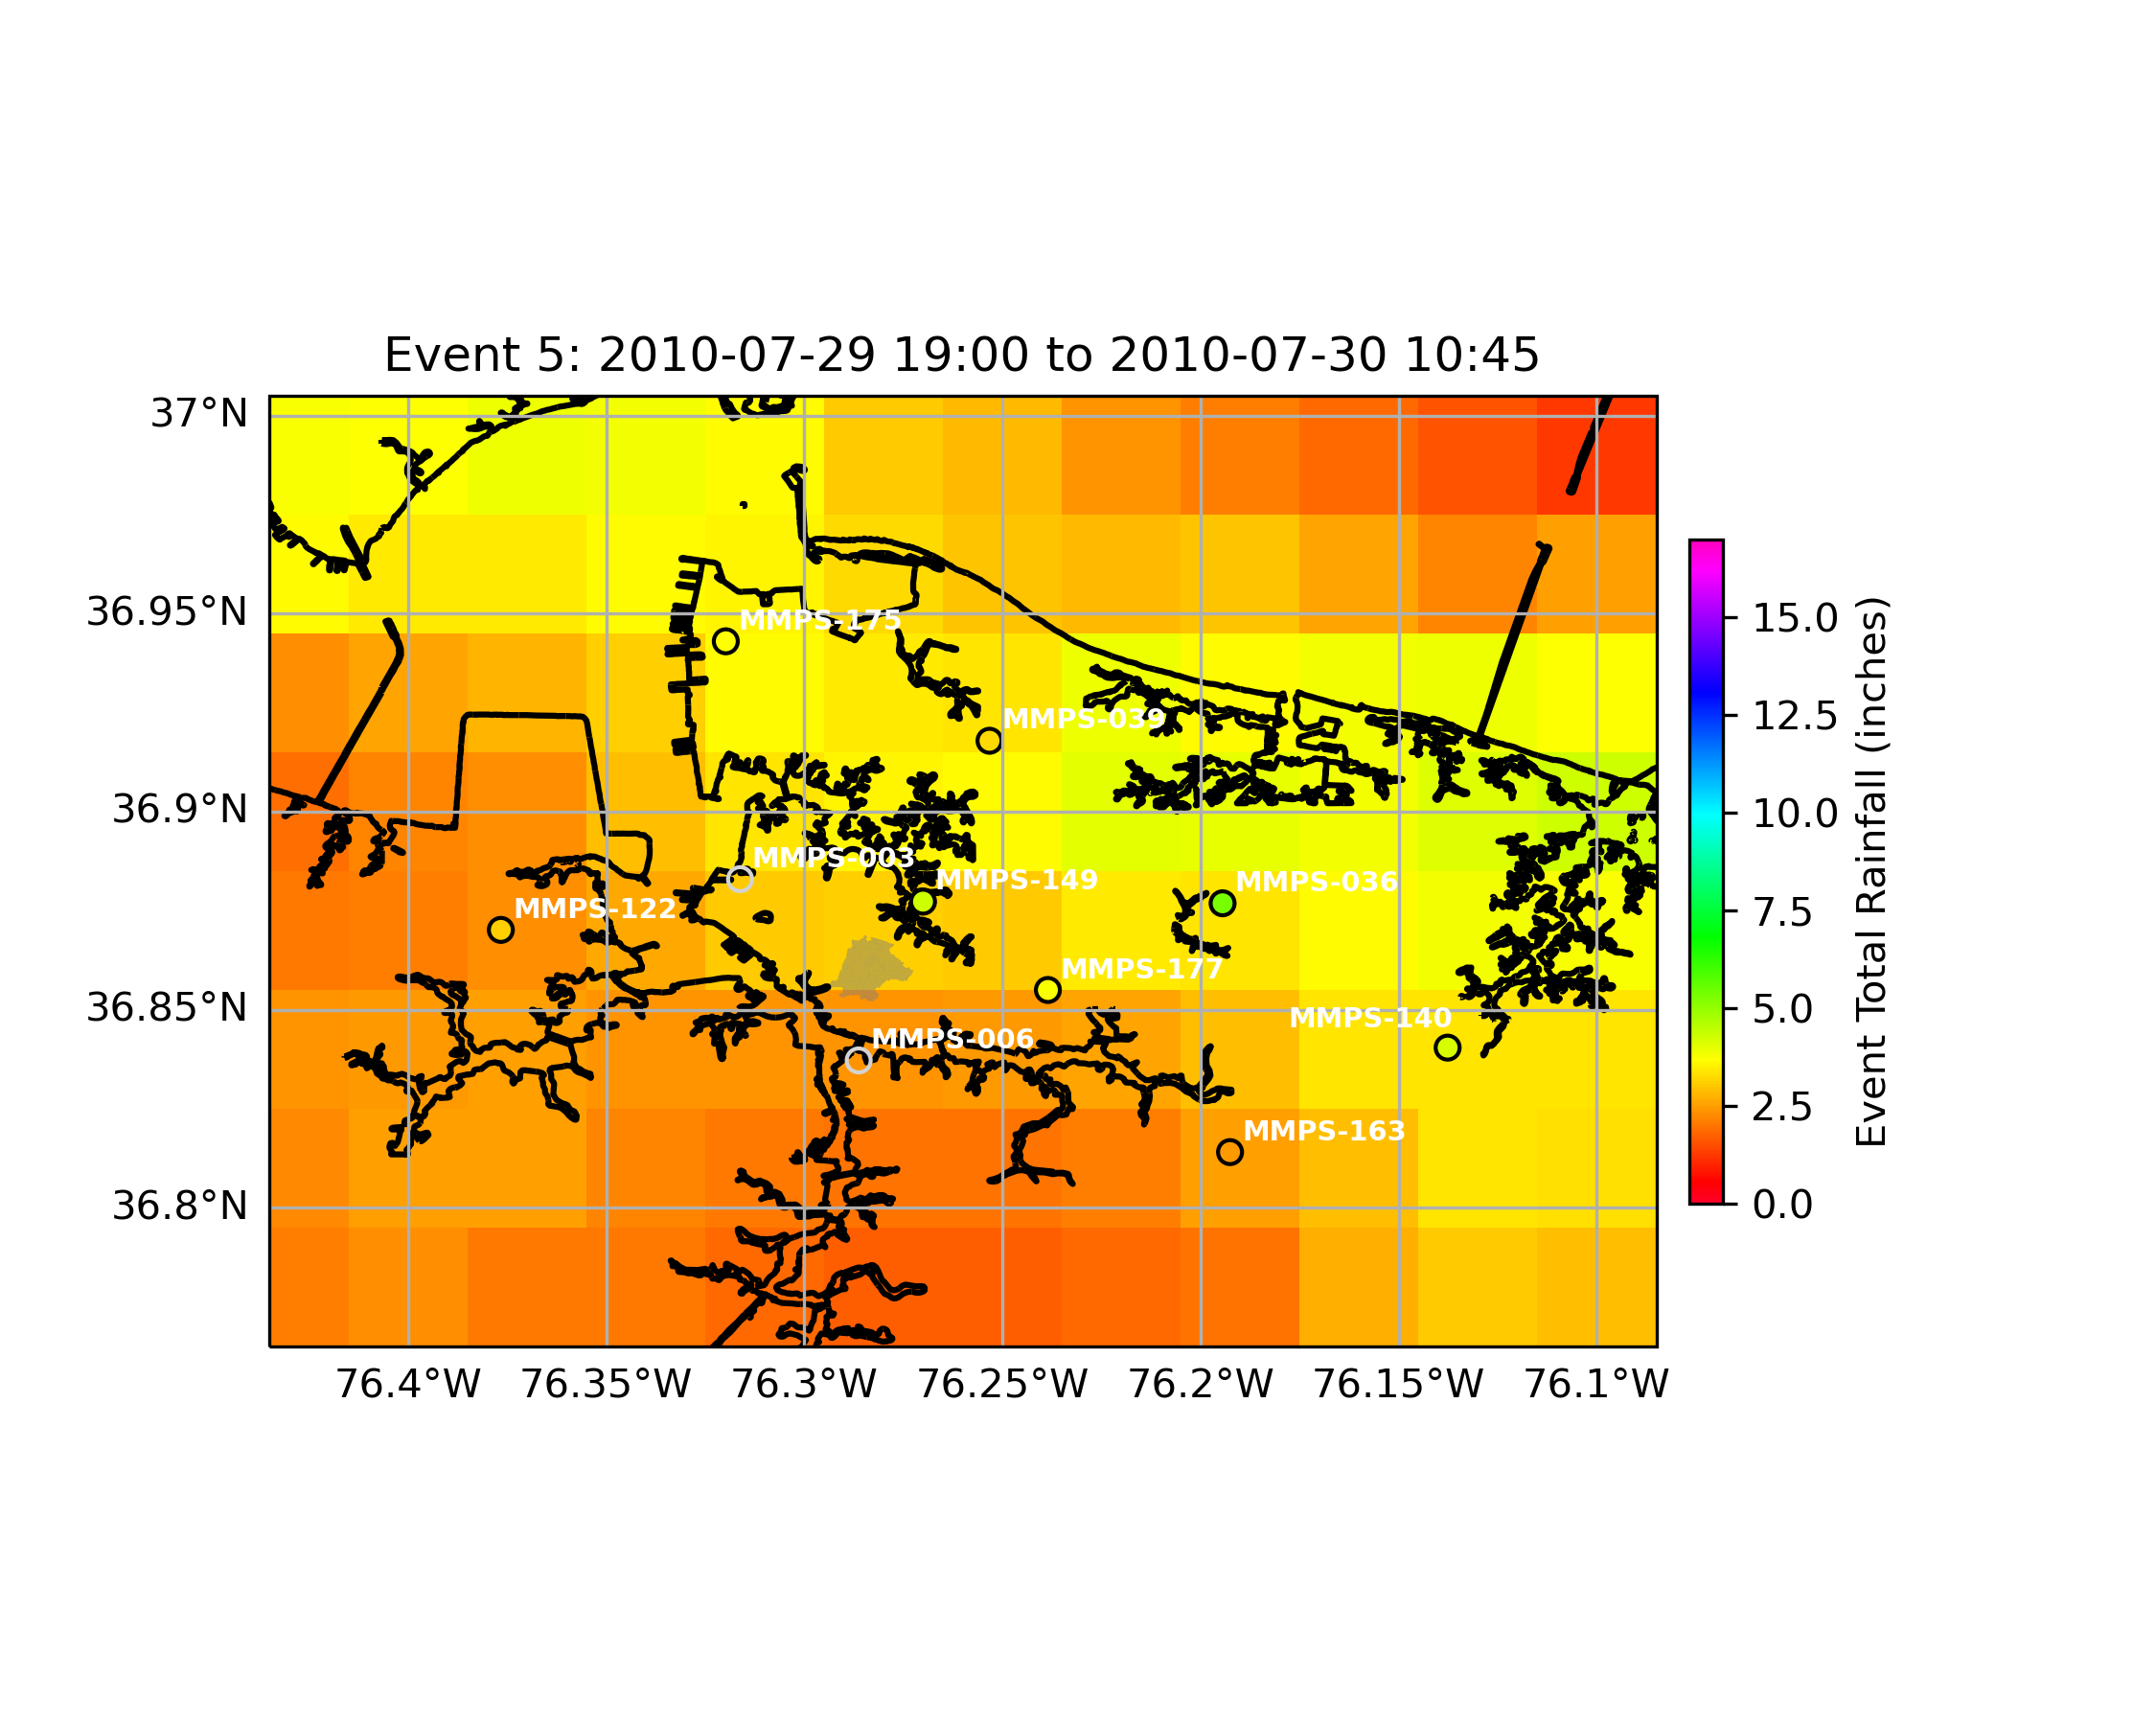 Event 5: 2010-07-29 19:00 to 2010-07-30 10:45
37°N
36.95°N
36.9°N
36.85°N
36.8°N
MMPS-175
MMPS-039
MMPS-003
MMPS-149
MMPS-036
MMPS-122
MMPS-177
MMPS-140
MMPS-006
MMPS-163
76.4°W
76.35°W
76.3°W
76.25°W
76.2°W
76.15°W
76.1°W
15.0
12.5
10.0
7.5
5.0
2.5
0.0
Event Total Rainfall (inches)